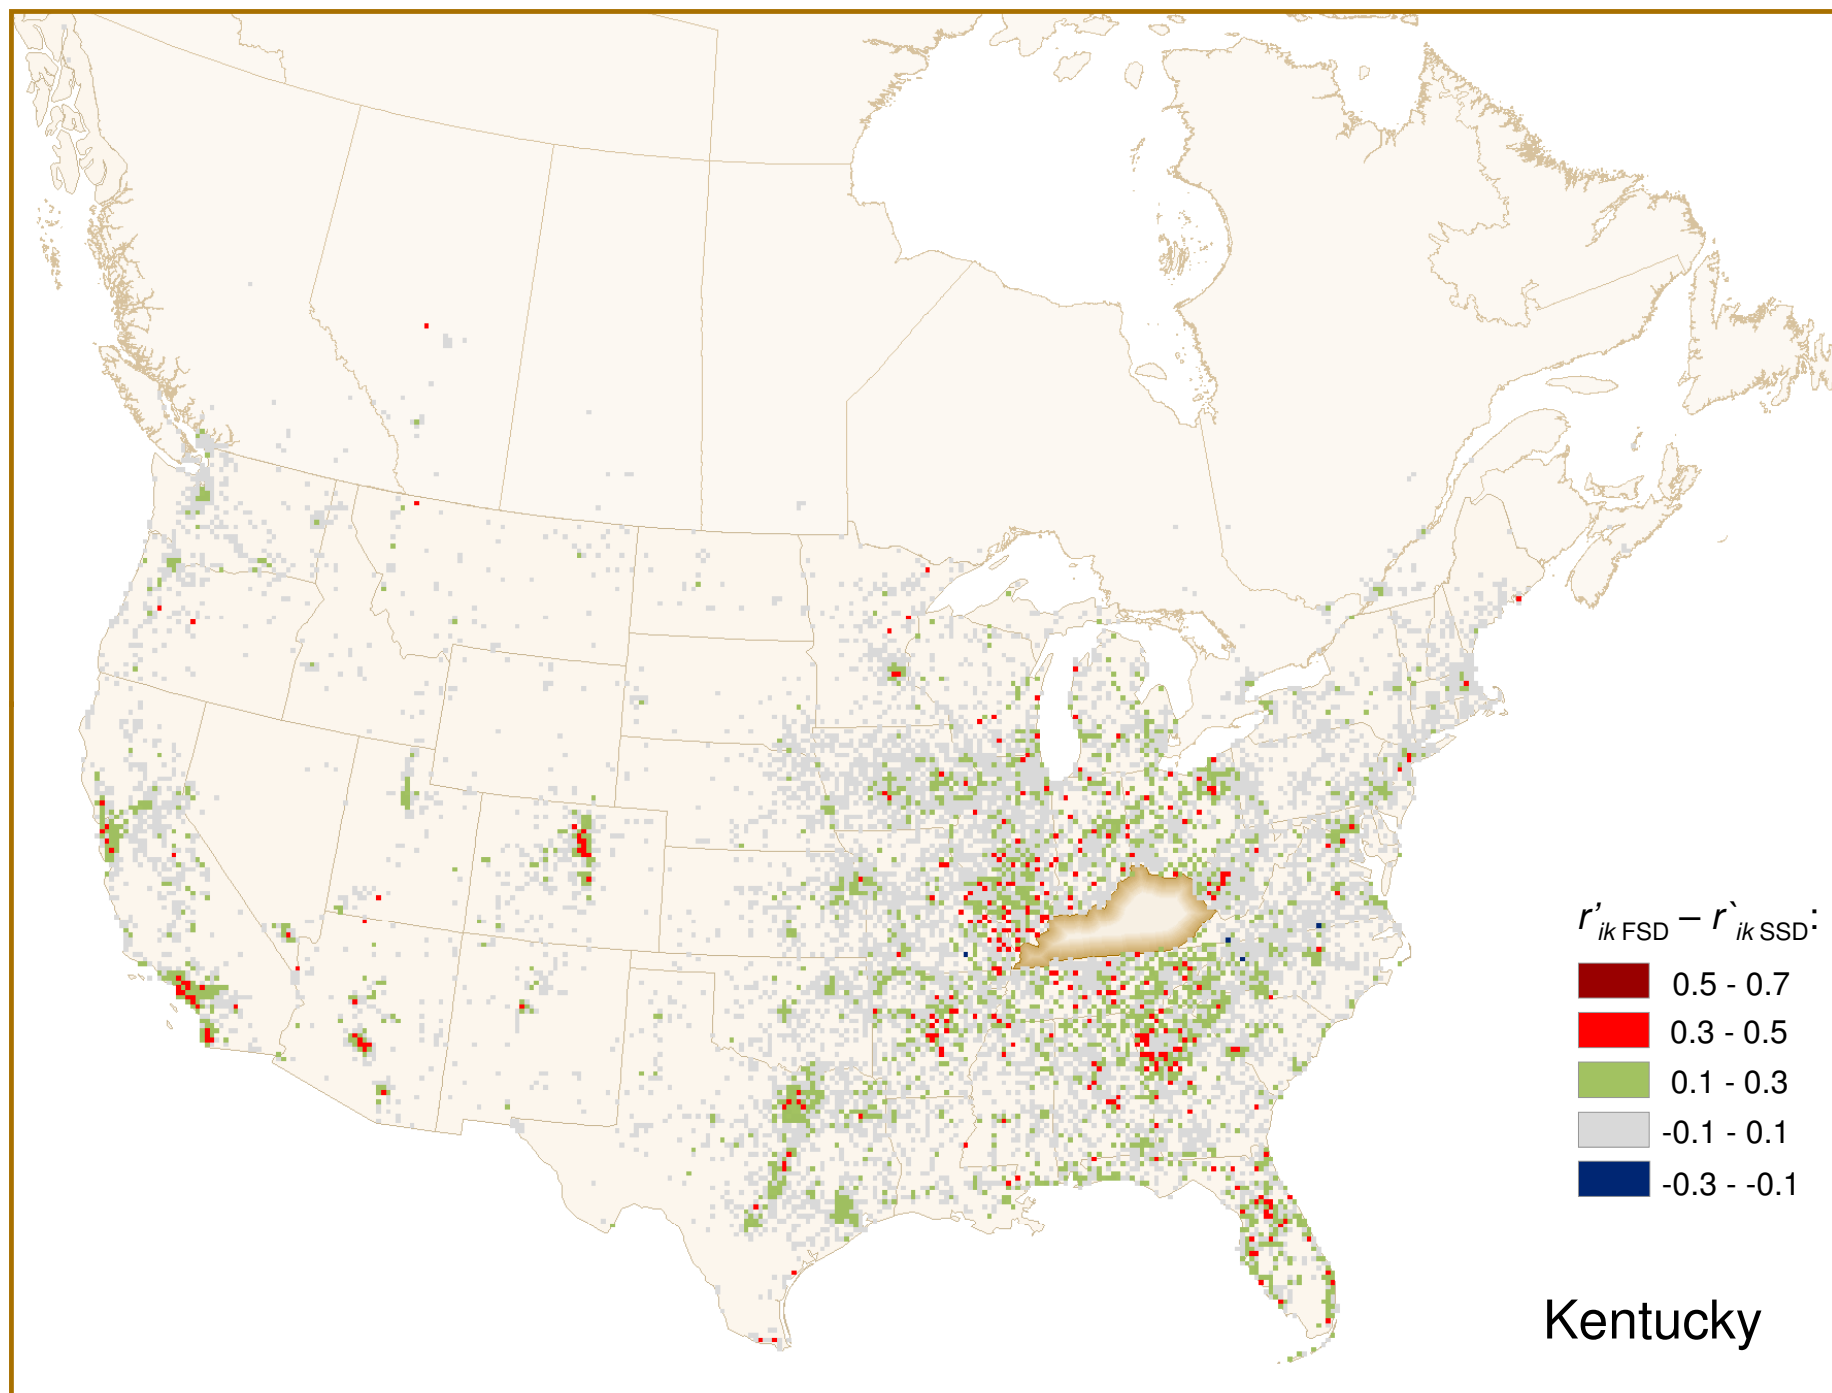 r’ik FSD – r`ik SSD:
0.5 - 0.7
0.3 - 0.5
0.1 - 0.3
-0.1 - 0.1
-0.3 - -0.1
Kentucky